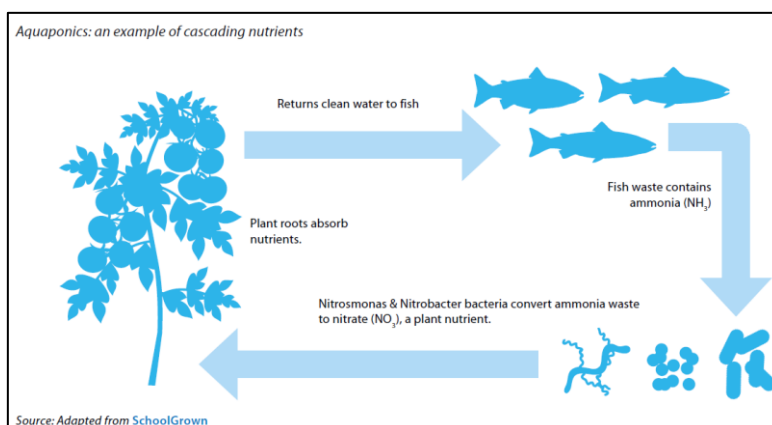 Aquaponics: an example of cascading nutrients
Returns clean water to fish
Fish waste contains
ammonia (NH₃)
Plant roots absorb
nutrients.
Nitrosmonas & Nitrobacter bacteria convert ammonia waste
to nitrate (NO₃), a plant nutrient.
Source: Adapted from SchoolGrown